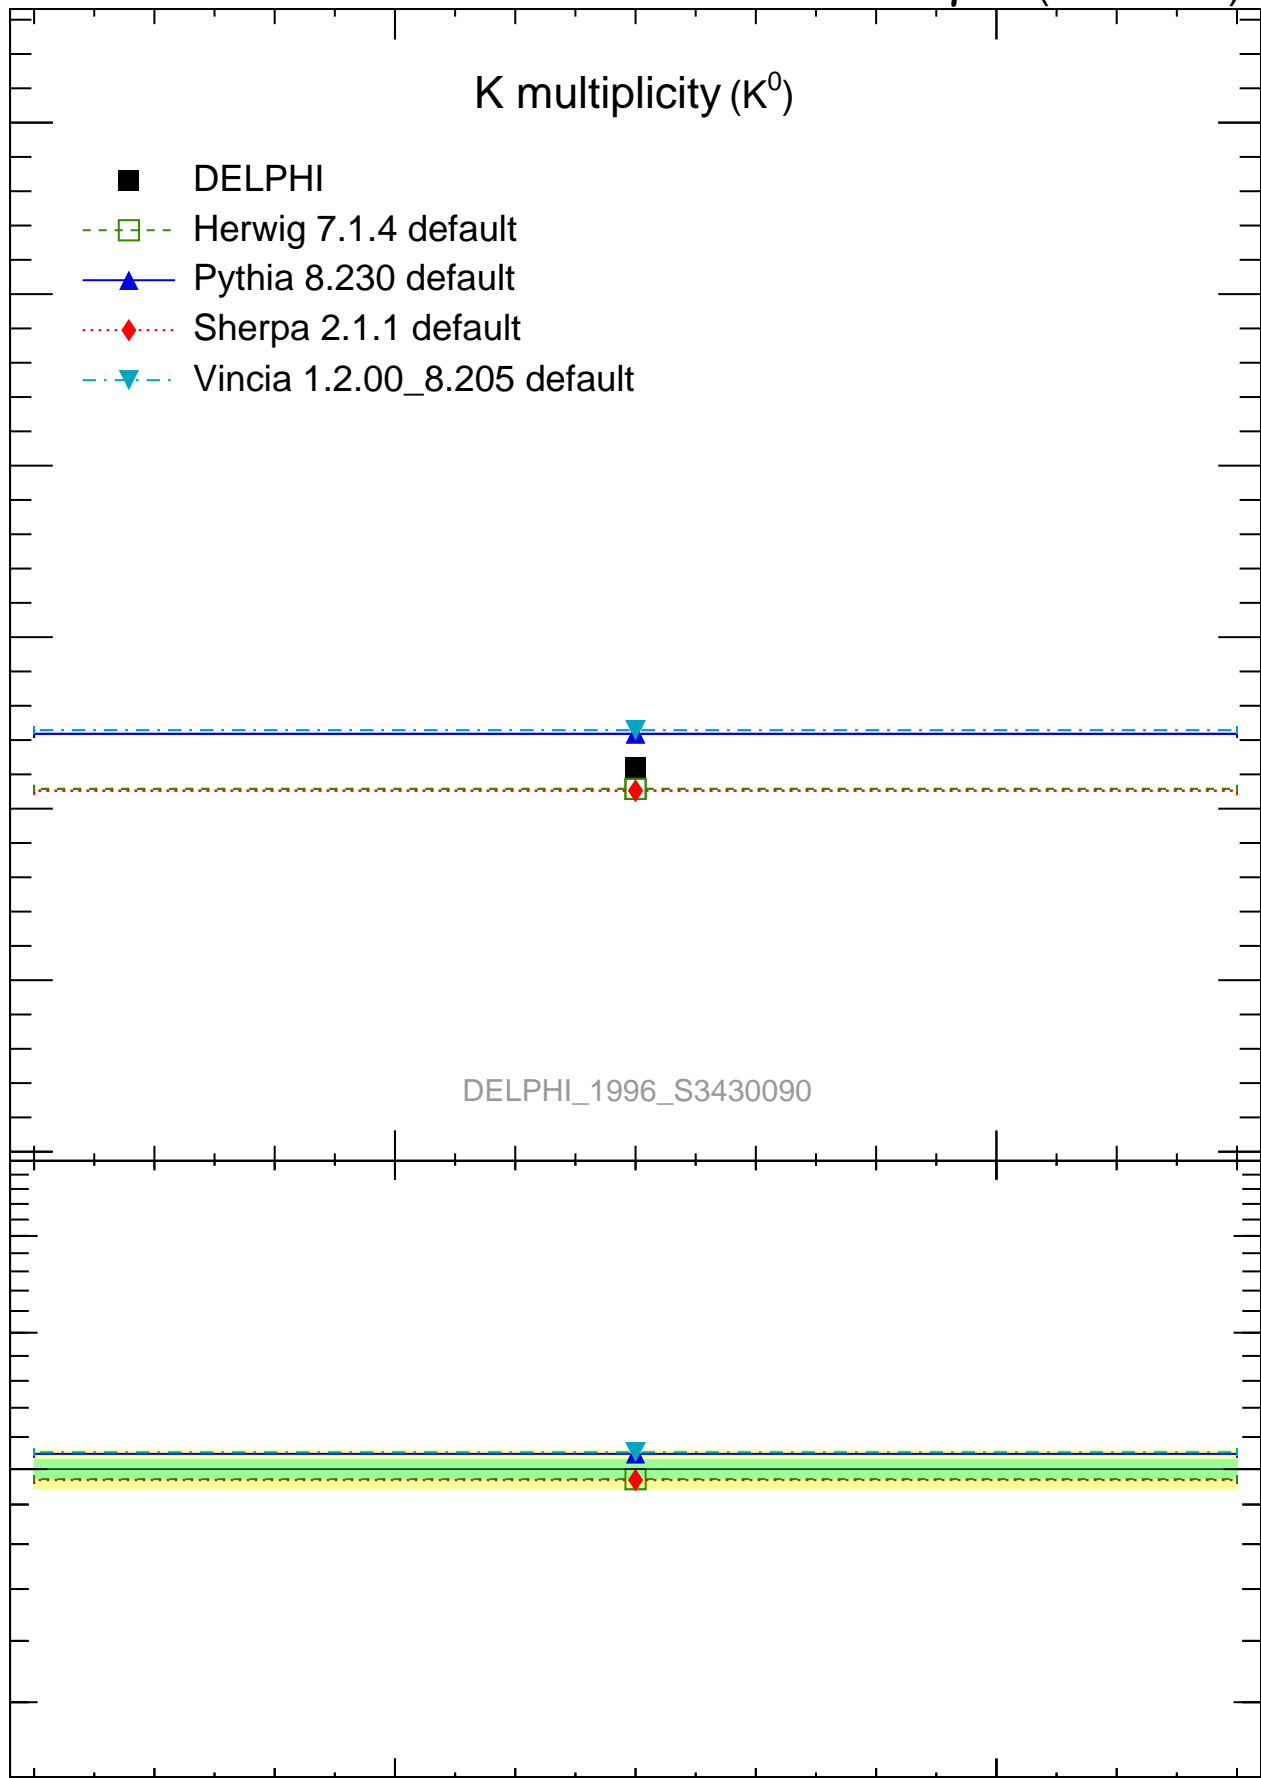 K multiplicity (K⁰)
DELPHI
Herwig 7.1.4 default
Pythia 8.230 default
Sherpa 2.1.1 default
Vincia 1.2.00_8.205 default
DELPHI_1996_S3430090